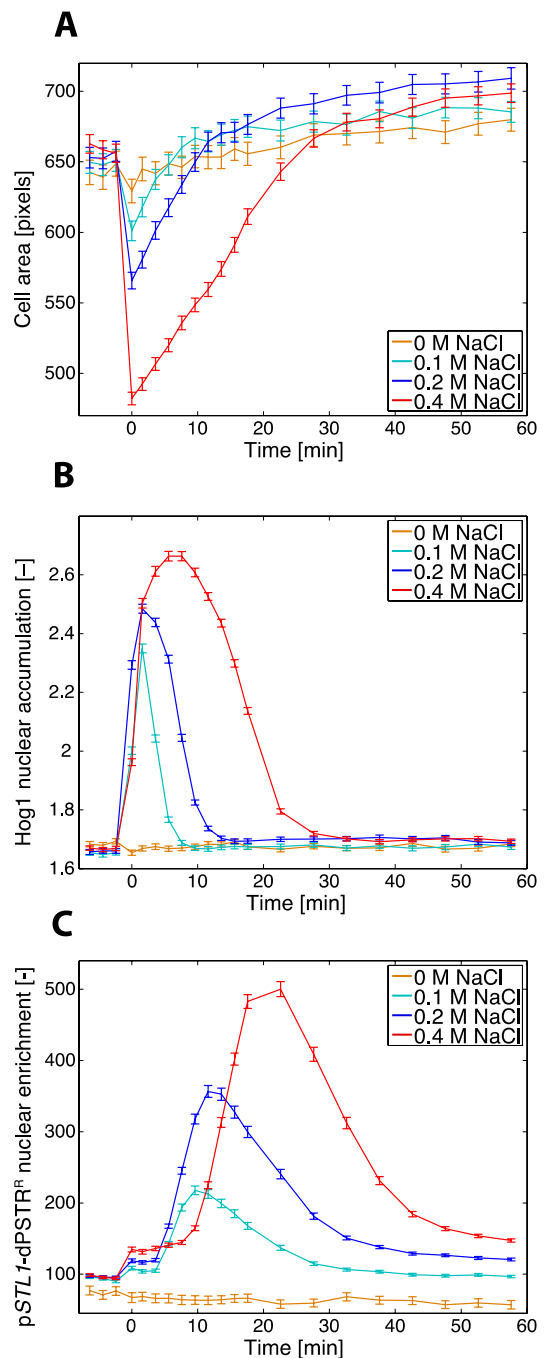 A
700
650
600
550
500
Cell area [pixels]
0 M NaCl
0.1 M NaCl
0.2 M NaCl
0.4 M NaCl
0 10 20 30 40 50 60
Time [min]
B
2.6
2.4
2.2
2
1.8
1.6
Hog1 nuclear accumulation [–]
0 M NaCl
0.1 M NaCl
0.2 M NaCl
0.4 M NaCl
0 10 20 30 40 50 60
Time [min]
C
500
400
300
200
100
pSTL1-dPSTRᴿ nuclear enrichment [-]
0 M NaCl
0.1 M NaCl
0.2 M NaCl
0.4 M NaCl
0 10 20 30 40 50 60
Time [min]